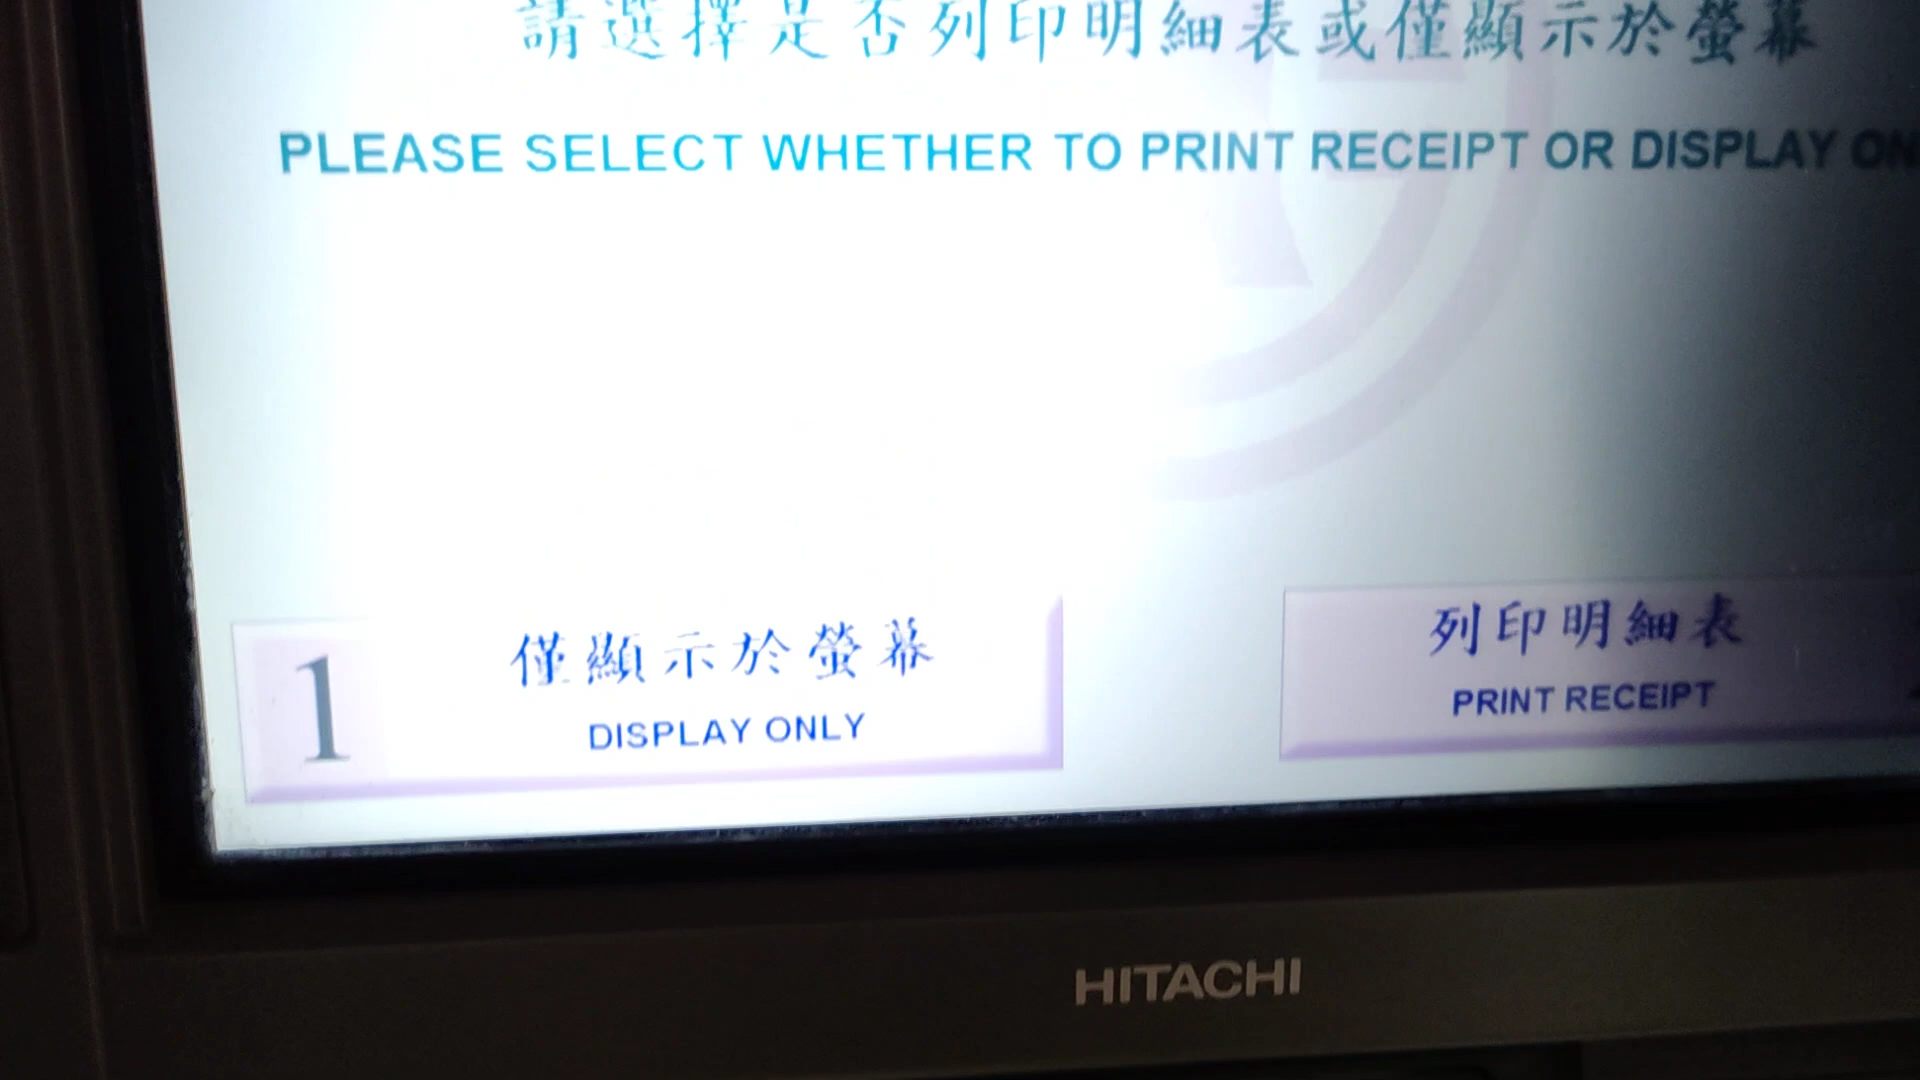 請選擇是否列印明細表或僅顯示於螢幕
PLEASE SELECT WHETHER TO PRINT RECEIPT OR DISPLAY
1
僅顯示於螢幕
DISPLAY ONLY
列印明細表
PRINT RECEIPT
HITACHI